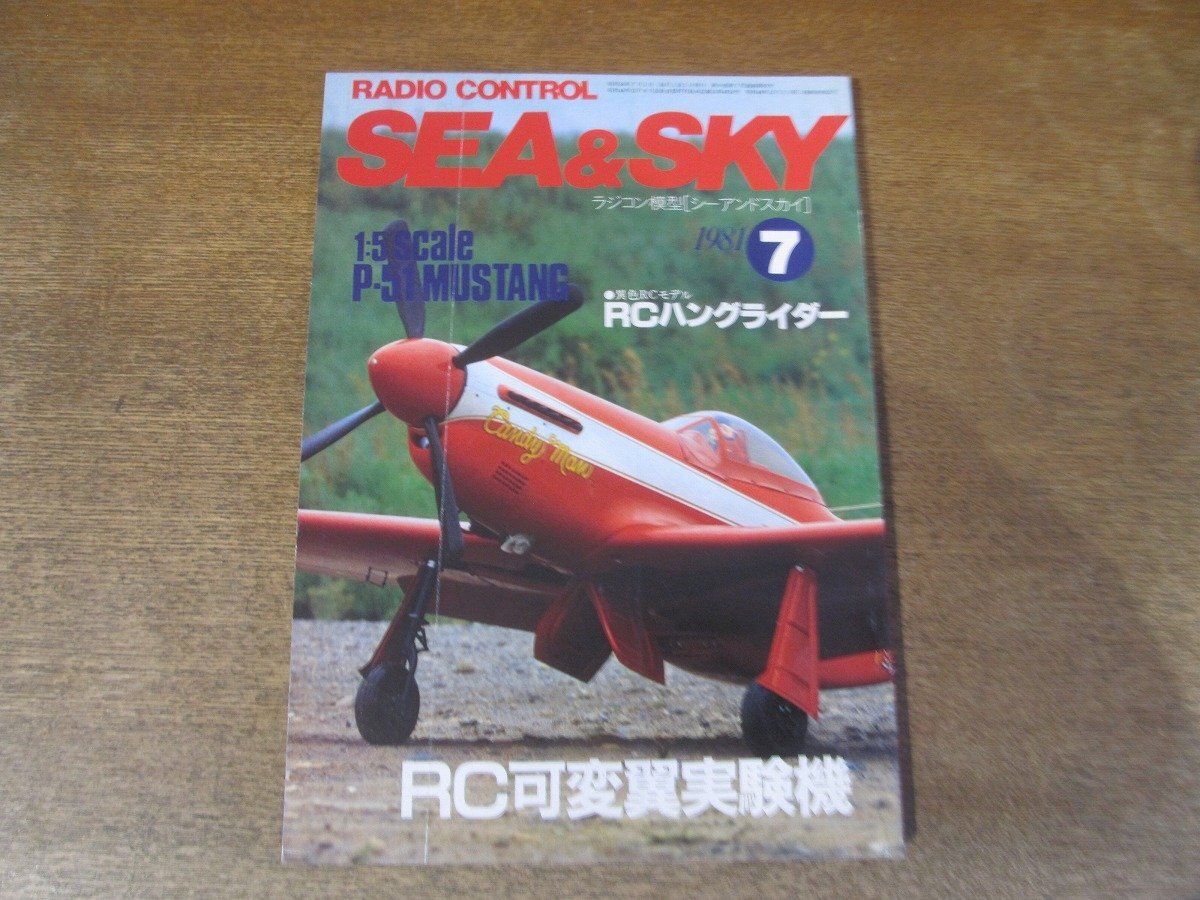 RADIO CONTROL
SEA&SKY
ラジコン模型[シーアンドスカイ]
1981 7
1:5 scale
P-51 MUSTANG
●異色RCモデル
RCハングライダー
Candy Man
RC可変翼実験機